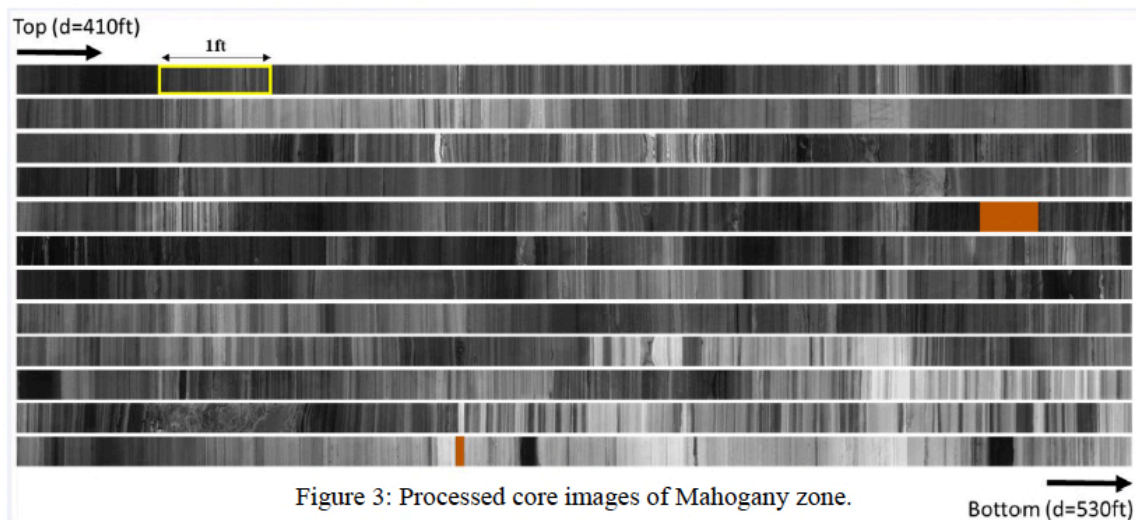 Top (d=410ft)
1ft
Figure 3: Processed core images of Mahogany zone.
Bottom (d=530ft)